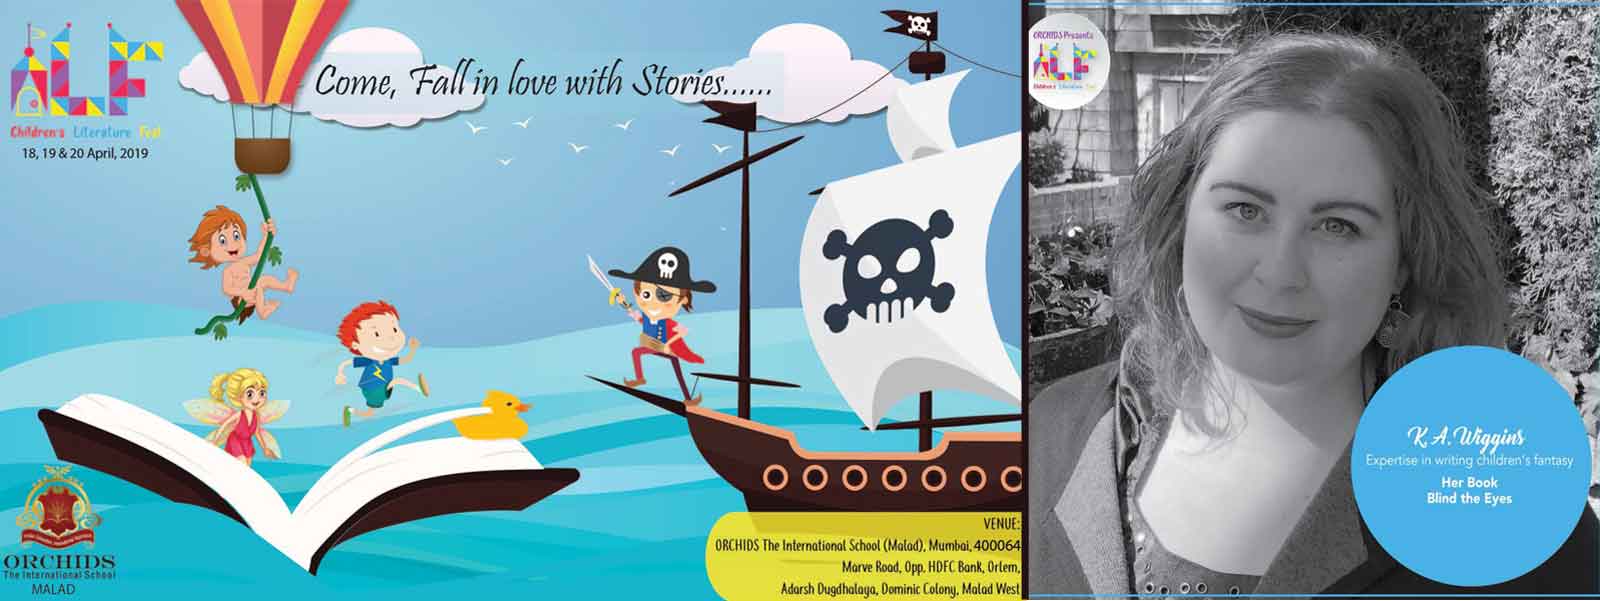 CLF
Children's Literature Fest
18, 19 & 20 April, 2019
Come, Fall in love with Stories......
ORCHIDS
The International School
MALAD
VENUE:
ORCHIDS The International School (Malad), Mumbai, 400064
Marve Road, Opp. HDFC Bank, Orlem,
Adarsh Dugdhalaya, Dominic Colony, Malad West
ORCHIDS Presents
CLF
Children's Literature Fest
K. A. Wiggins
Expertise in writing children's fantasy
Her Book
Blind the Eyes